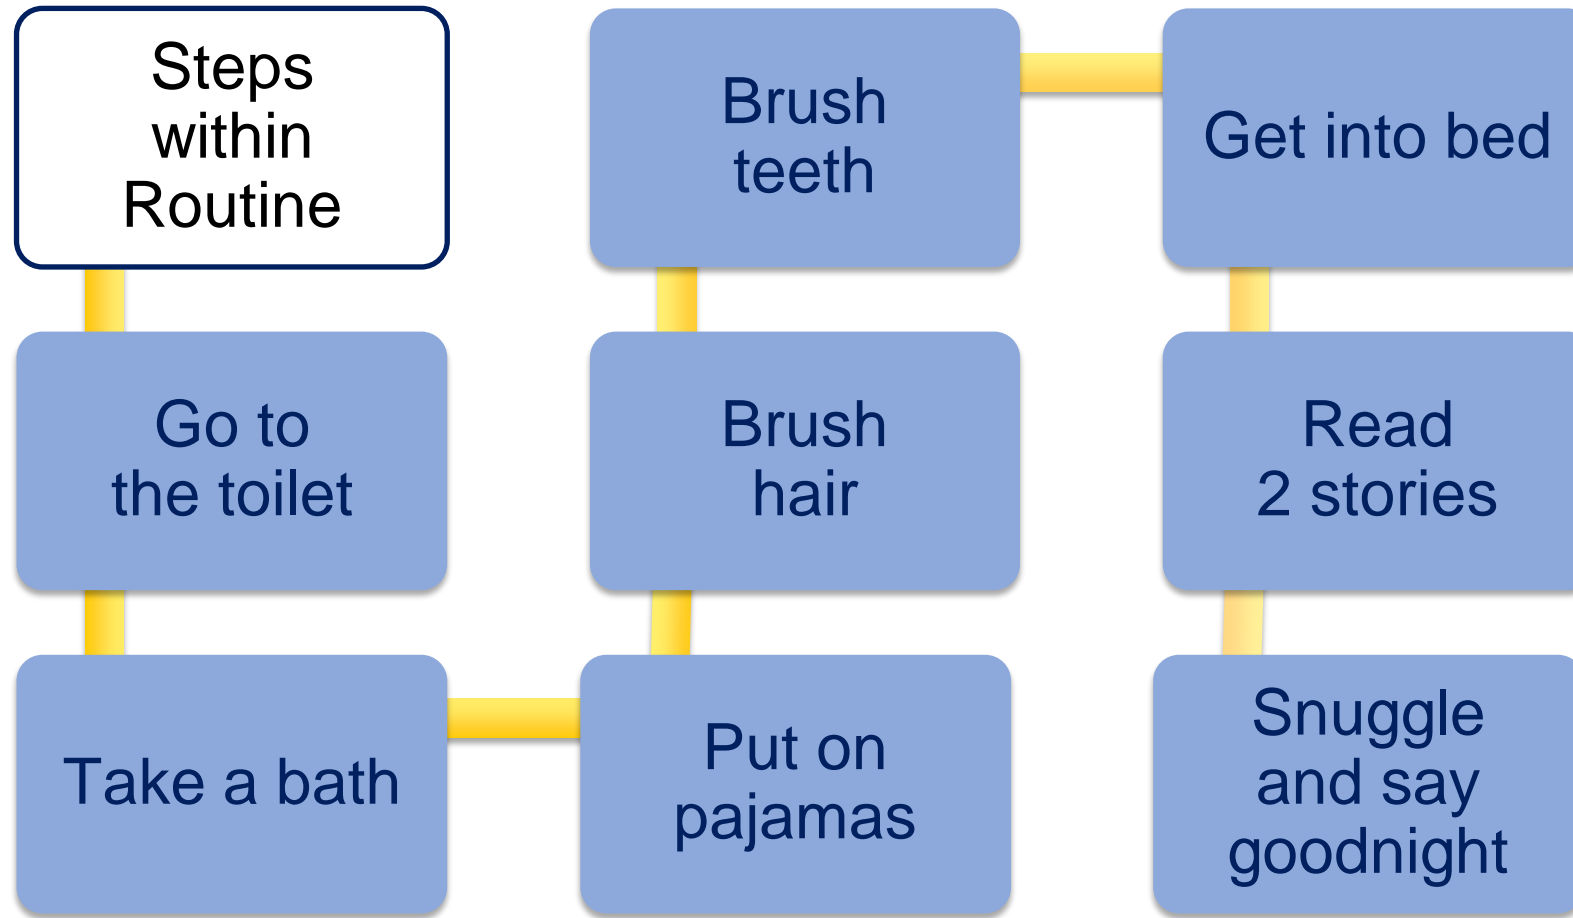 Steps
within
Routine
Go to
the toilet
Take a bath
Put on
pajamas
Brush
hair
Brush
teeth
Get into bed
Read
2 stories
Snuggle
and say
goodnight